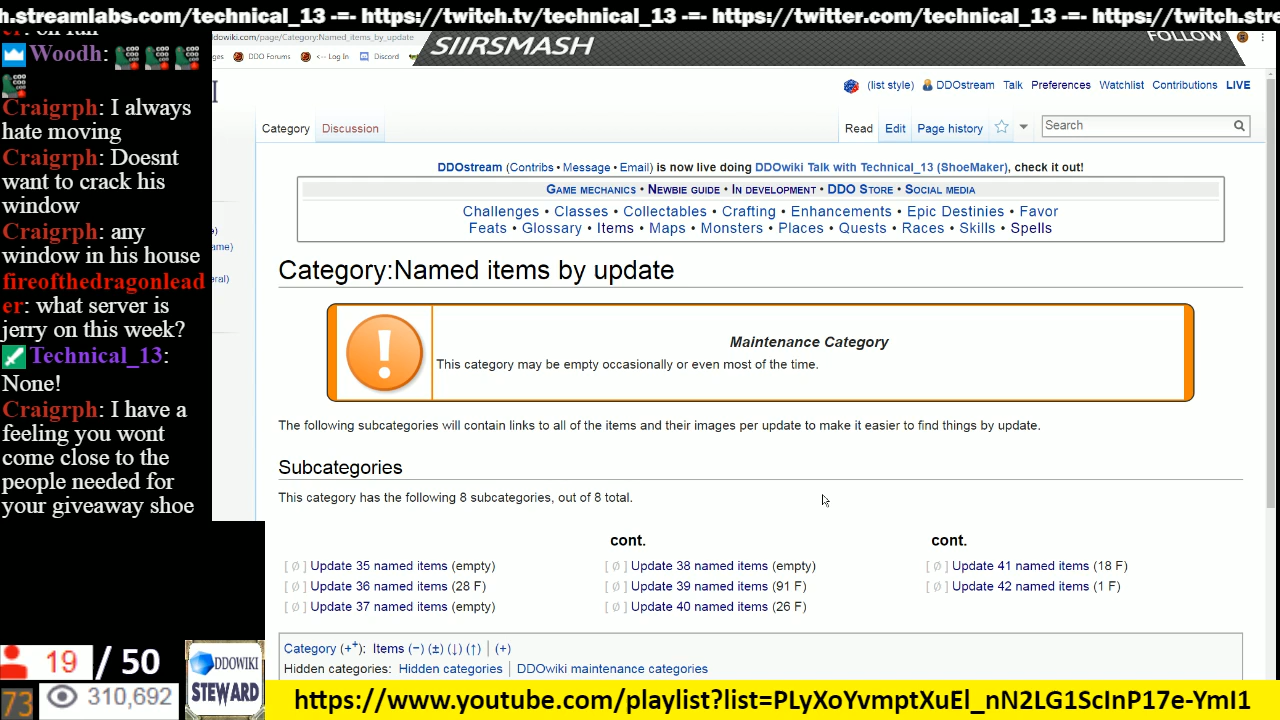 h.streamlabs.com/technical_13 -=- https://twitch.tv/technical_13 -=- https://twitter.com/technical_13 -=- https://twitch.stre
Woodh:
Craigrph: I always
hate moving
Craigrph: Doesnt
want to crack his
window
Craigrph: any
window in his house
fireofthedragonlead
er: what server is
jerry on this week?
Technical_13:
None!
Craigrph: I have a
feeling you wont
come close to the
people needed for
your giveaway shoe
19 / 50
73 310,692
DDOWIKI
STEWARD
dowiki.com/page/Category:Named_items_by_update
ges DDO Forums <-- Log In Discord
SIIRSMASH
FOLLOW
(list style) DDOstream Talk Preferences Watchlist Contributions LIVE
Category Discussion Read Edit Page history Search
DDOstream (Contribs • Message • Email) is now live doing DDOwiki Talk with Technical_13 (ShoeMaker), check it out!
Game mechanics • Newbie guide • In development • DDO Store • Social media
Challenges • Classes • Collectables • Crafting • Enhancements • Epic Destinies • Favor
Feats • Glossary • Items • Maps • Monsters • Places • Quests • Races • Skills • Spells
Category:Named items by update
Maintenance Category
This category may be empty occasionally or even most of the time.
The following subcategories will contain links to all of the items and their images per update to make it easier to find things by update.
Subcategories
This category has the following 8 subcategories, out of 8 total.
[ Ø ] Update 35 named items (empty)
[ Ø ] Update 36 named items (28 F)
[ Ø ] Update 37 named items (empty)
cont.
[ Ø ] Update 38 named items (empty)
[ Ø ] Update 39 named items (91 F)
[ Ø ] Update 40 named items (26 F)
cont.
[ Ø ] Update 41 named items (18 F)
[ Ø ] Update 42 named items (1 F)
Category (++): Items (−) (±) (↓) (↑) | (+)
Hidden categories: Hidden categories | DDOwiki maintenance categories
https://www.youtube.com/playlist?list=PLyXoYvmptXuEl_nN2LG1ScInP17e-YmI1